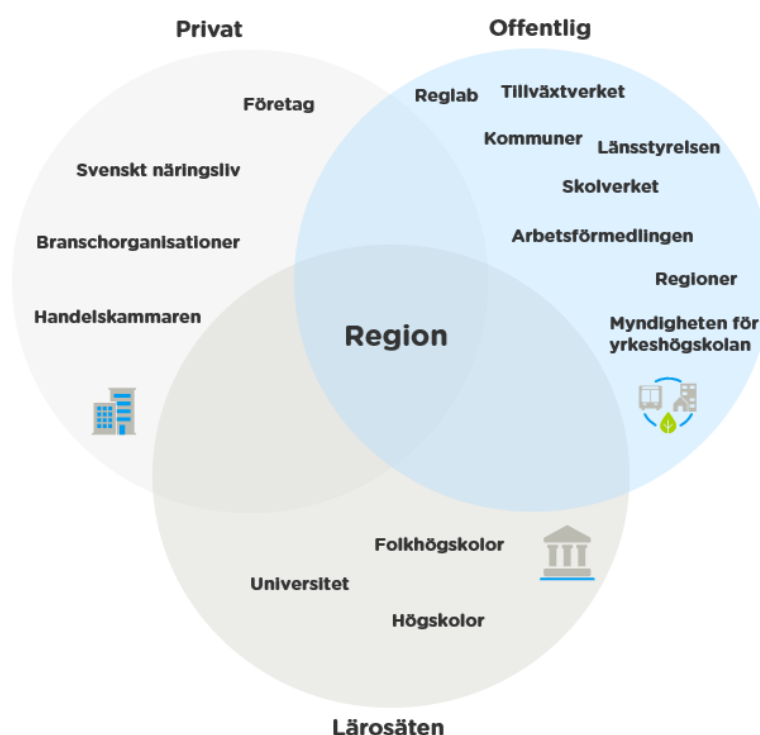 Privat
Offentlig
Företag
Svenskt näringsliv
Branschorganisationer
Handelskammaren
Reglab
Tillväxtverket
Kommuner
Länsstyrelsen
Skolverket
Arbetsförmedlingen
Regioner
Myndigheten för
yrkeshögskolan
Region
Folkhögskolor
Universitet
Högskolor
Lärosäten